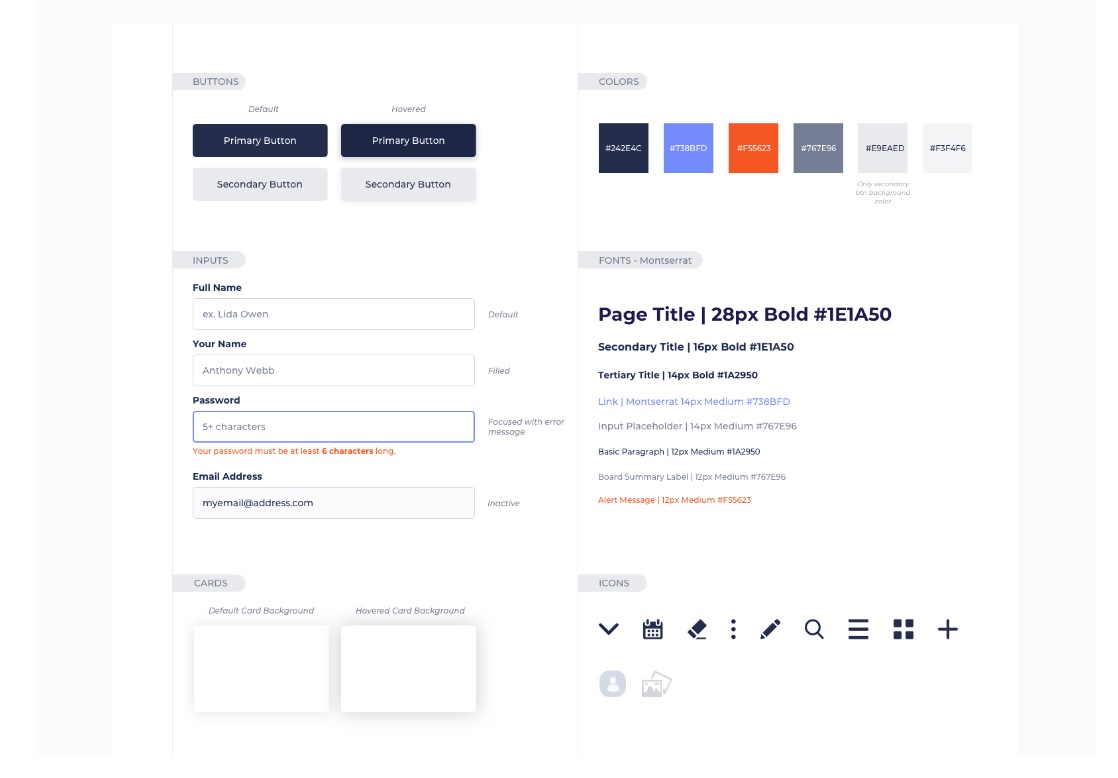 BUTTONS
Default
Hovered
Primary Button
Primary Button
Secondary Button
Secondary Button
COLORS
#242E4C
#738BFD
#F55623
#767E96
#E9EAED
#F3F4F6
Only secondary
btn background
color
INPUTS
Full Name
ex. Lida Owen
Default
Your Name
Anthony Webb
Filled
Password
5+ characters
Focused with error
message
Your password must be at least 6 characters long.
Email Address
myemail@address.com
Inactive
FONTS - Montserrat
Page Title | 28px Bold #1E1A50
Secondary Title | 16px Bold #1E1A50
Tertiary Title | 14px Bold #1A2950
Link | Montserrat 14px Medium #738BFD
Input Placeholder | 14px Medium #767E96
Basic Paragraph | 12px Medium #1A2950
Board Summary Label | 12px Medium #767E96
Alert Message | 12px Medium #F55623
CARDS
Default Card Background
Hovered Card Background
ICONS